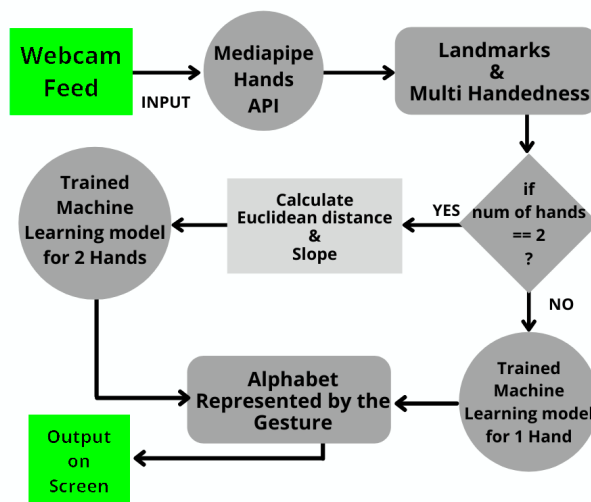 Webcam
Feed
INPUT
Mediapipe
Hands
API
Landmarks
&
Multi Handedness
if
num of hands
== 2
?
YES
Calculate
Euclidean distance
&
Slope
Trained
Machine
Learning model
for 2 Hands
NO
Trained
Machine
Learning model
for 1 Hand
Alphabet
Represented by the
Gesture
Output
on
Screen